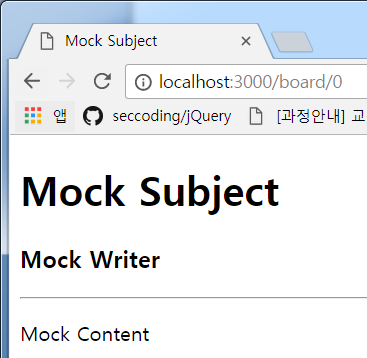 Mock Subject
localhost:3000/board/0
앱 seccoding/jQuery [과정안내] 교
Mock Subject
Mock Writer
Mock Content